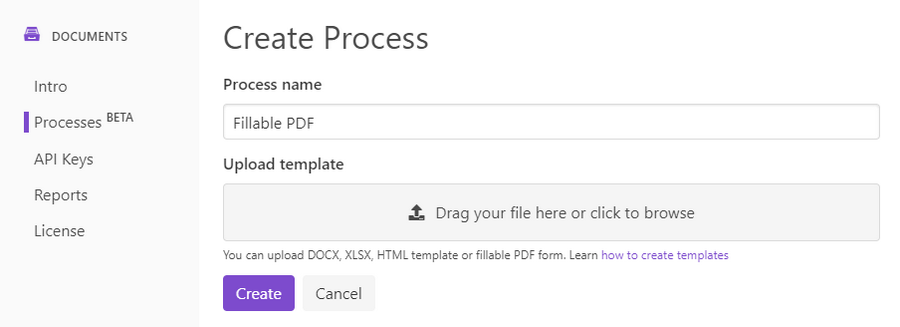 DOCUMENTS
Intro
Processes BETA
API Keys
Reports
License
Create Process
Process name
Fillable PDF
Upload template
Drag your file here or click to browse
You can upload DOCX, XLSX, HTML template or fillable PDF form. Learn how to create templates
Create Cancel